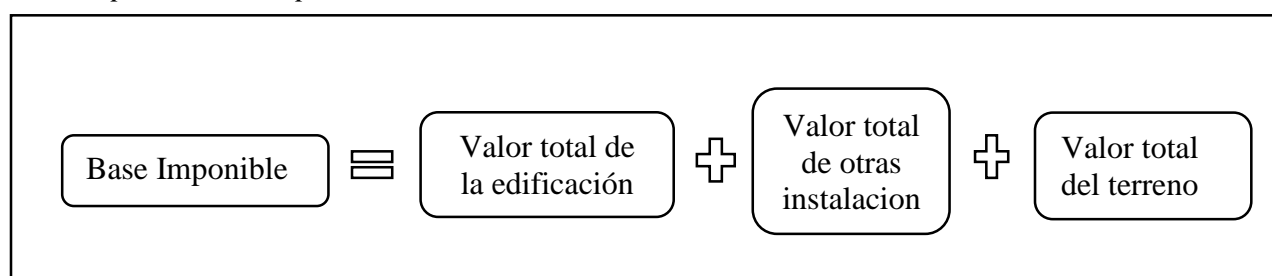 Base Imponible
Valor total de
la edificación
Valor total
de otras
instalacion
Valor total
del terreno